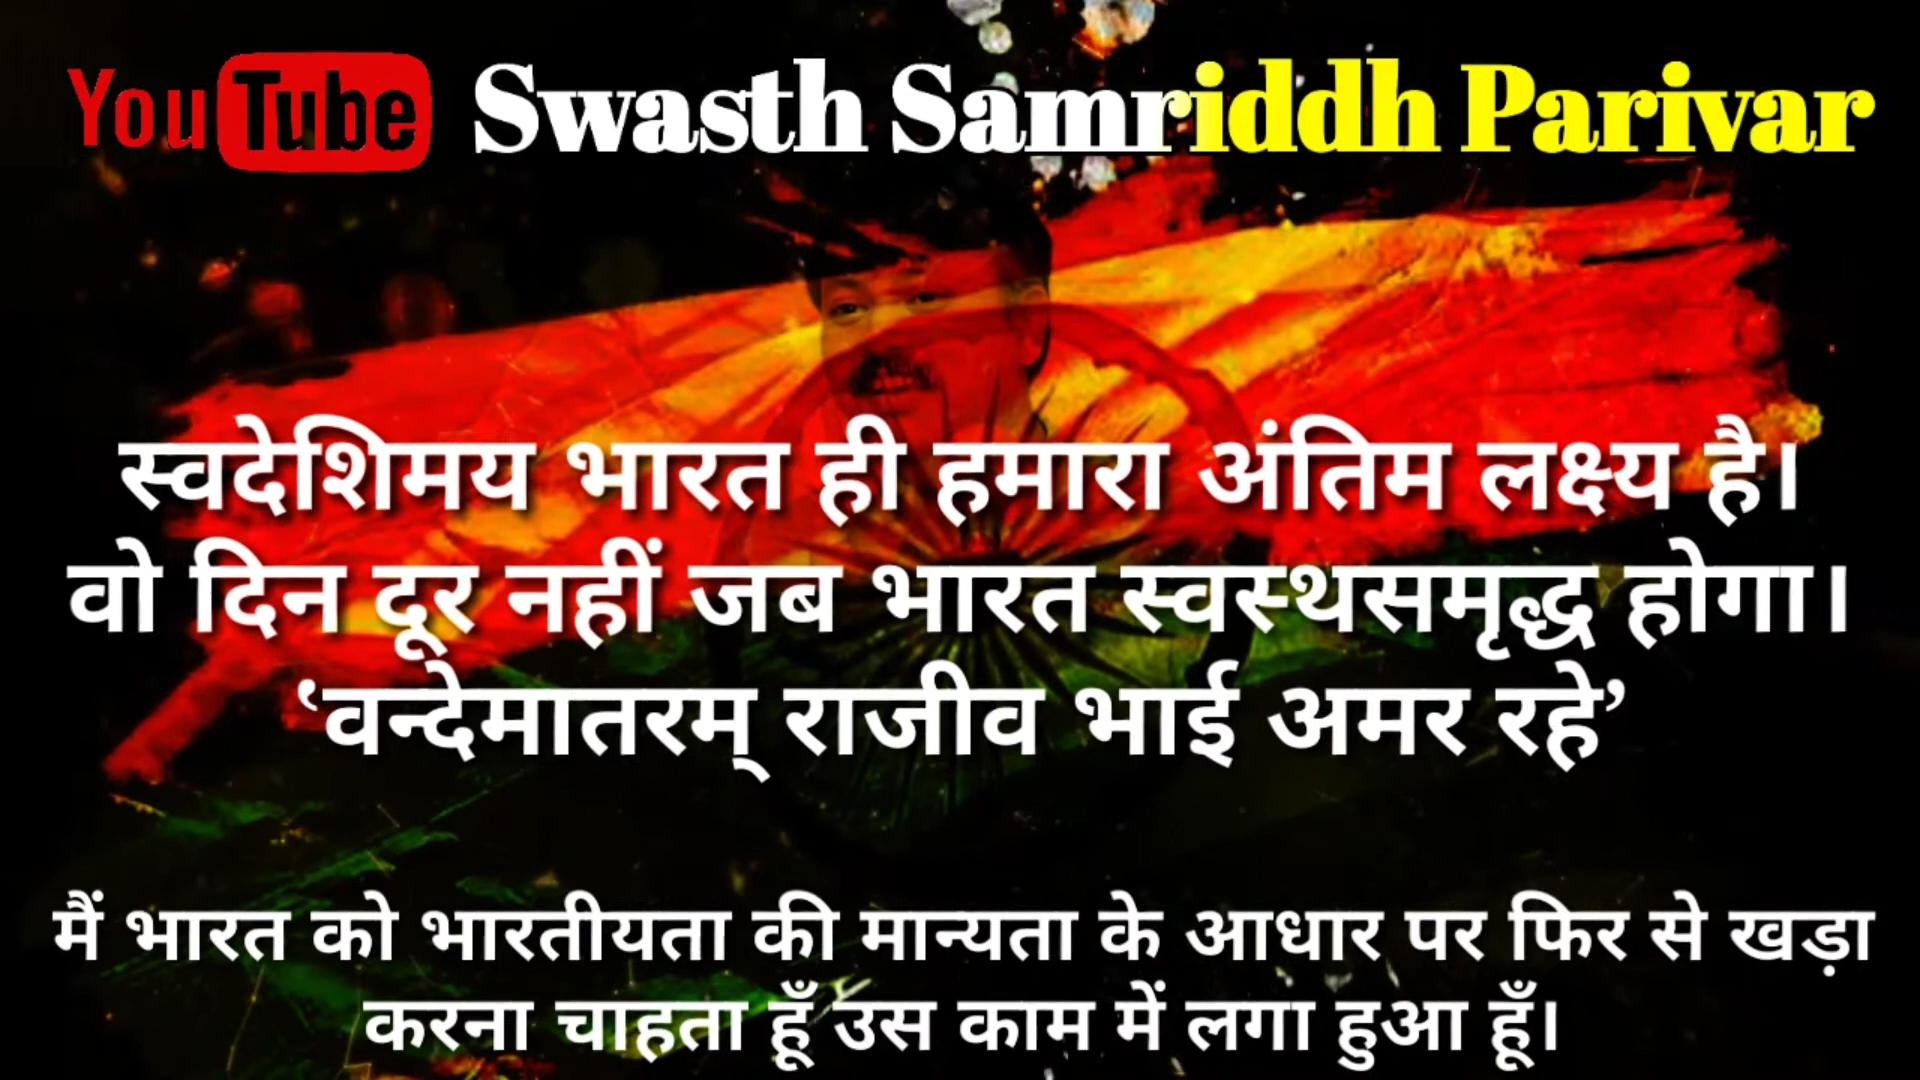 YouTube Swasth Samriddh Parivar
स्वदेशिमय भारत ही हमारा अंतिम लक्ष्य है।
वो दिन दूर नहीं जब भारत स्वस्थसमृद्ध होगा।
‘वन्देमातरम् राजीव भाई अमर रहे’
मैं भारत को भारतीयता की मान्यता के आधार पर फिर से खड़ा
करना चाहता हूँ उस काम में लगा हुआ हूँ।